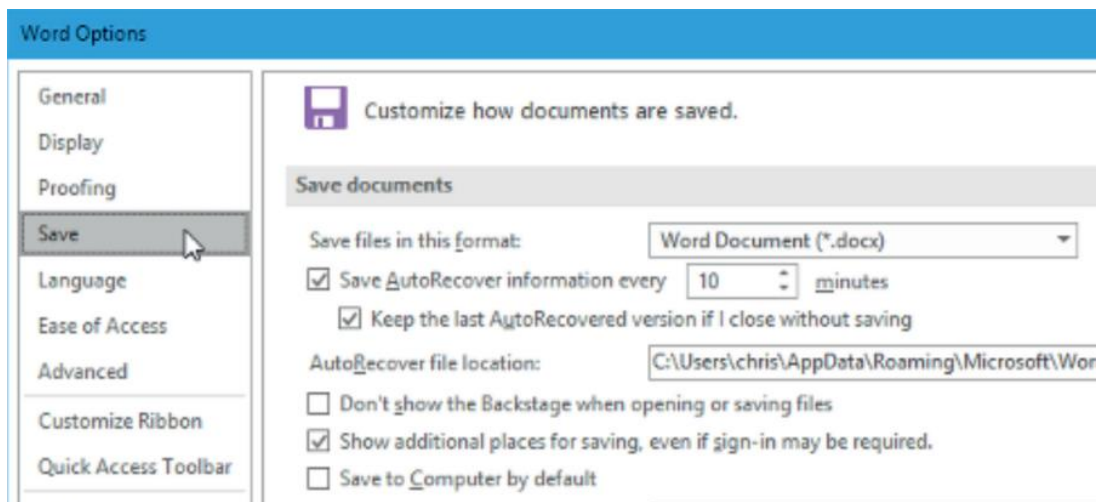 Word Options
General
Display
Proofing
Save
Language
Ease of Access
Advanced
Customize Ribbon
Quick Access Toolbar
Customize how documents are saved.
Save documents
Save files in this format: Word Document (*.docx)
Save AutoRecover information every 10 minutes
Keep the last AutoRecovered version if I close without saving
AutoRecover file location: C:\Users\chris\AppData\Roaming\Microsoft\Wor
Don't show the Backstage when opening or saving files
Show additional places for saving, even if sign-in may be required.
Save to Computer by default